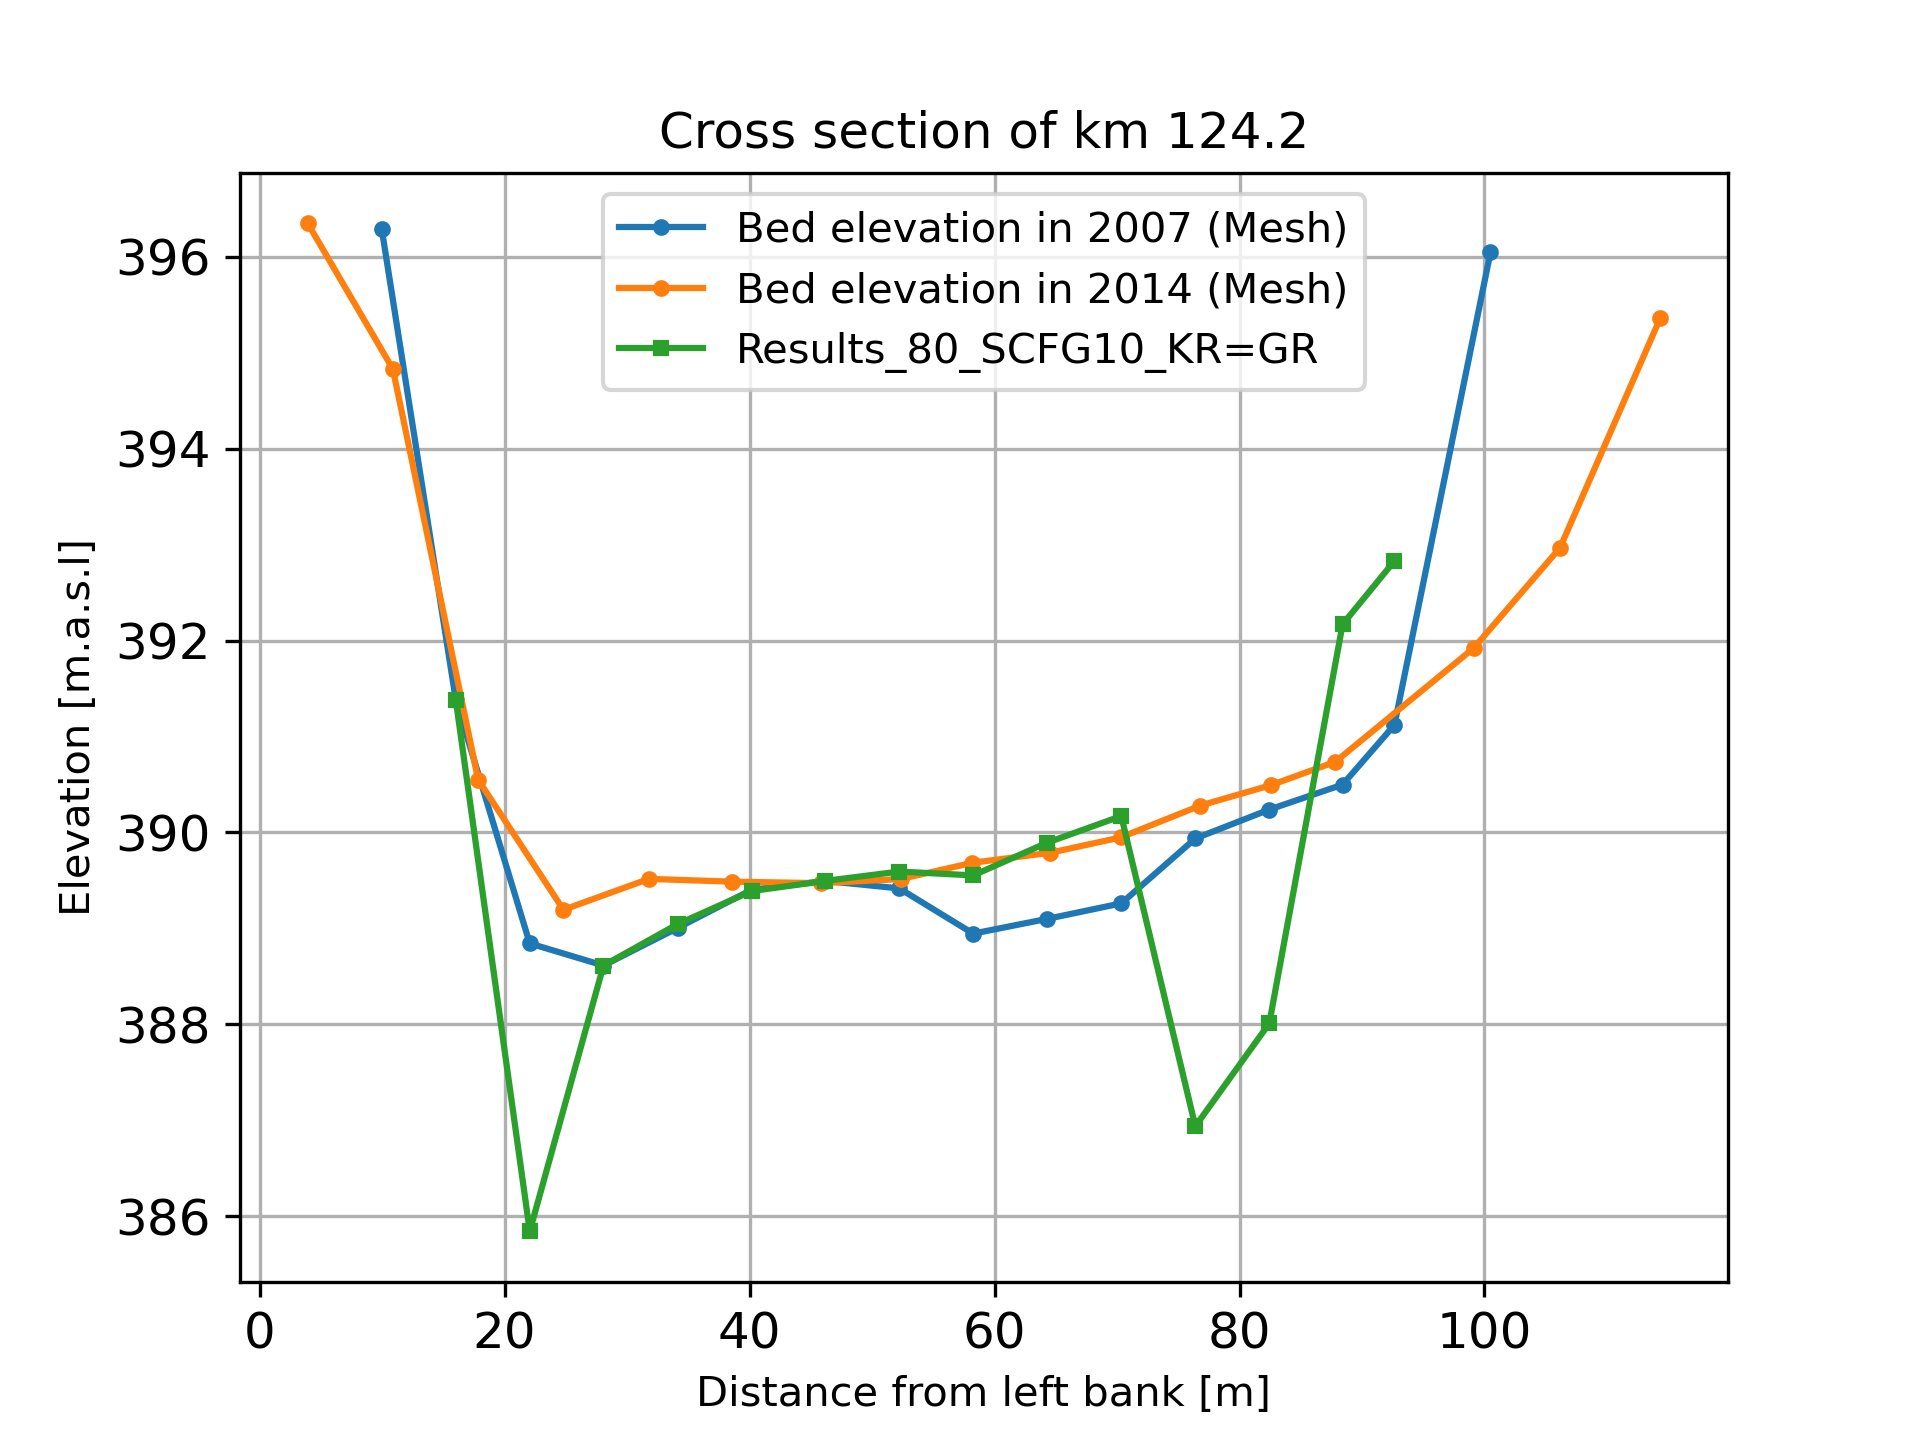 Cross section of km 124.2
Bed elevation in 2007 (Mesh)
Bed elevation in 2014 (Mesh)
Results_80_SCFG10_KR=GR
Elevation [m.a.s.l]
396
394
392
390
388
386
0 20 40 60 80 100
Distance from left bank [m]